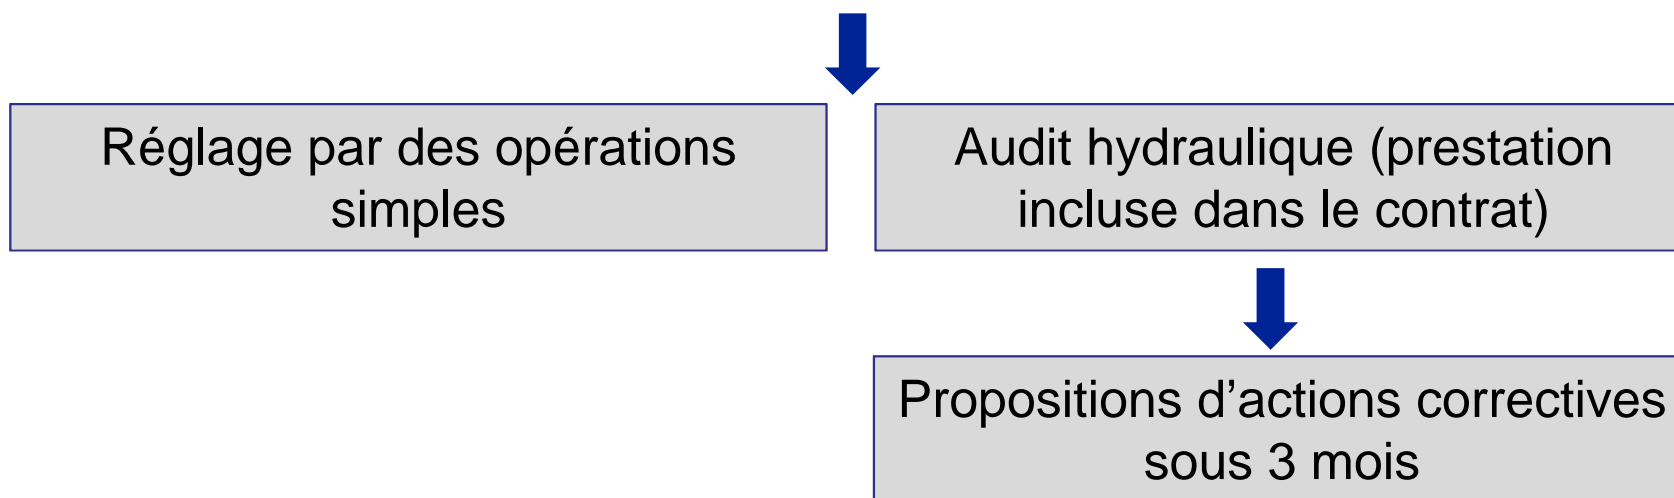 Réglage par des opérations
simples
Audit hydraulique (prestation
incluse dans le contrat)
Propositions d’actions correctives
sous 3 mois